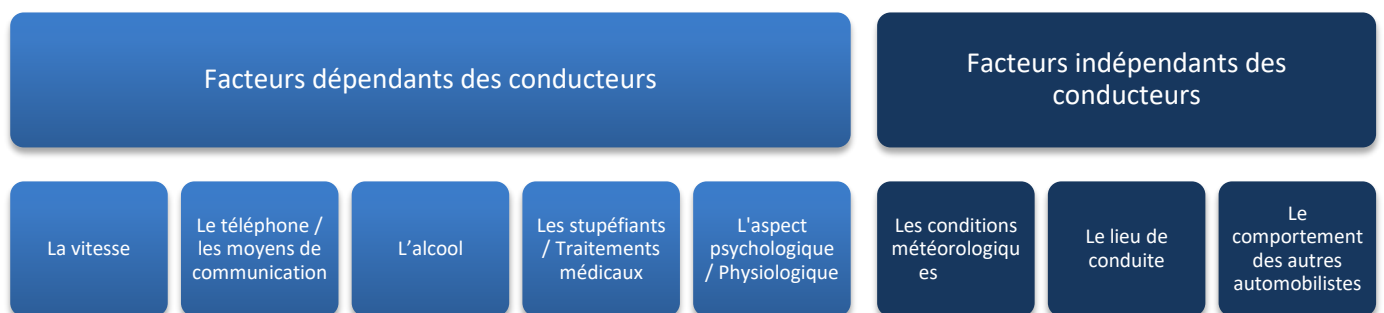 Facteurs dépendants des conducteurs
Facteurs indépendants des
conducteurs
La vitesse
Le téléphone /
les moyens de
communication
L’alcool
Les stupéfiants
/ Traitements
médicaux
L'aspect
psychologique
/ Physiologique
Les conditions
météorologiqu
es
Le lieu de
conduite
Le
comportement
des autres
automobilistes